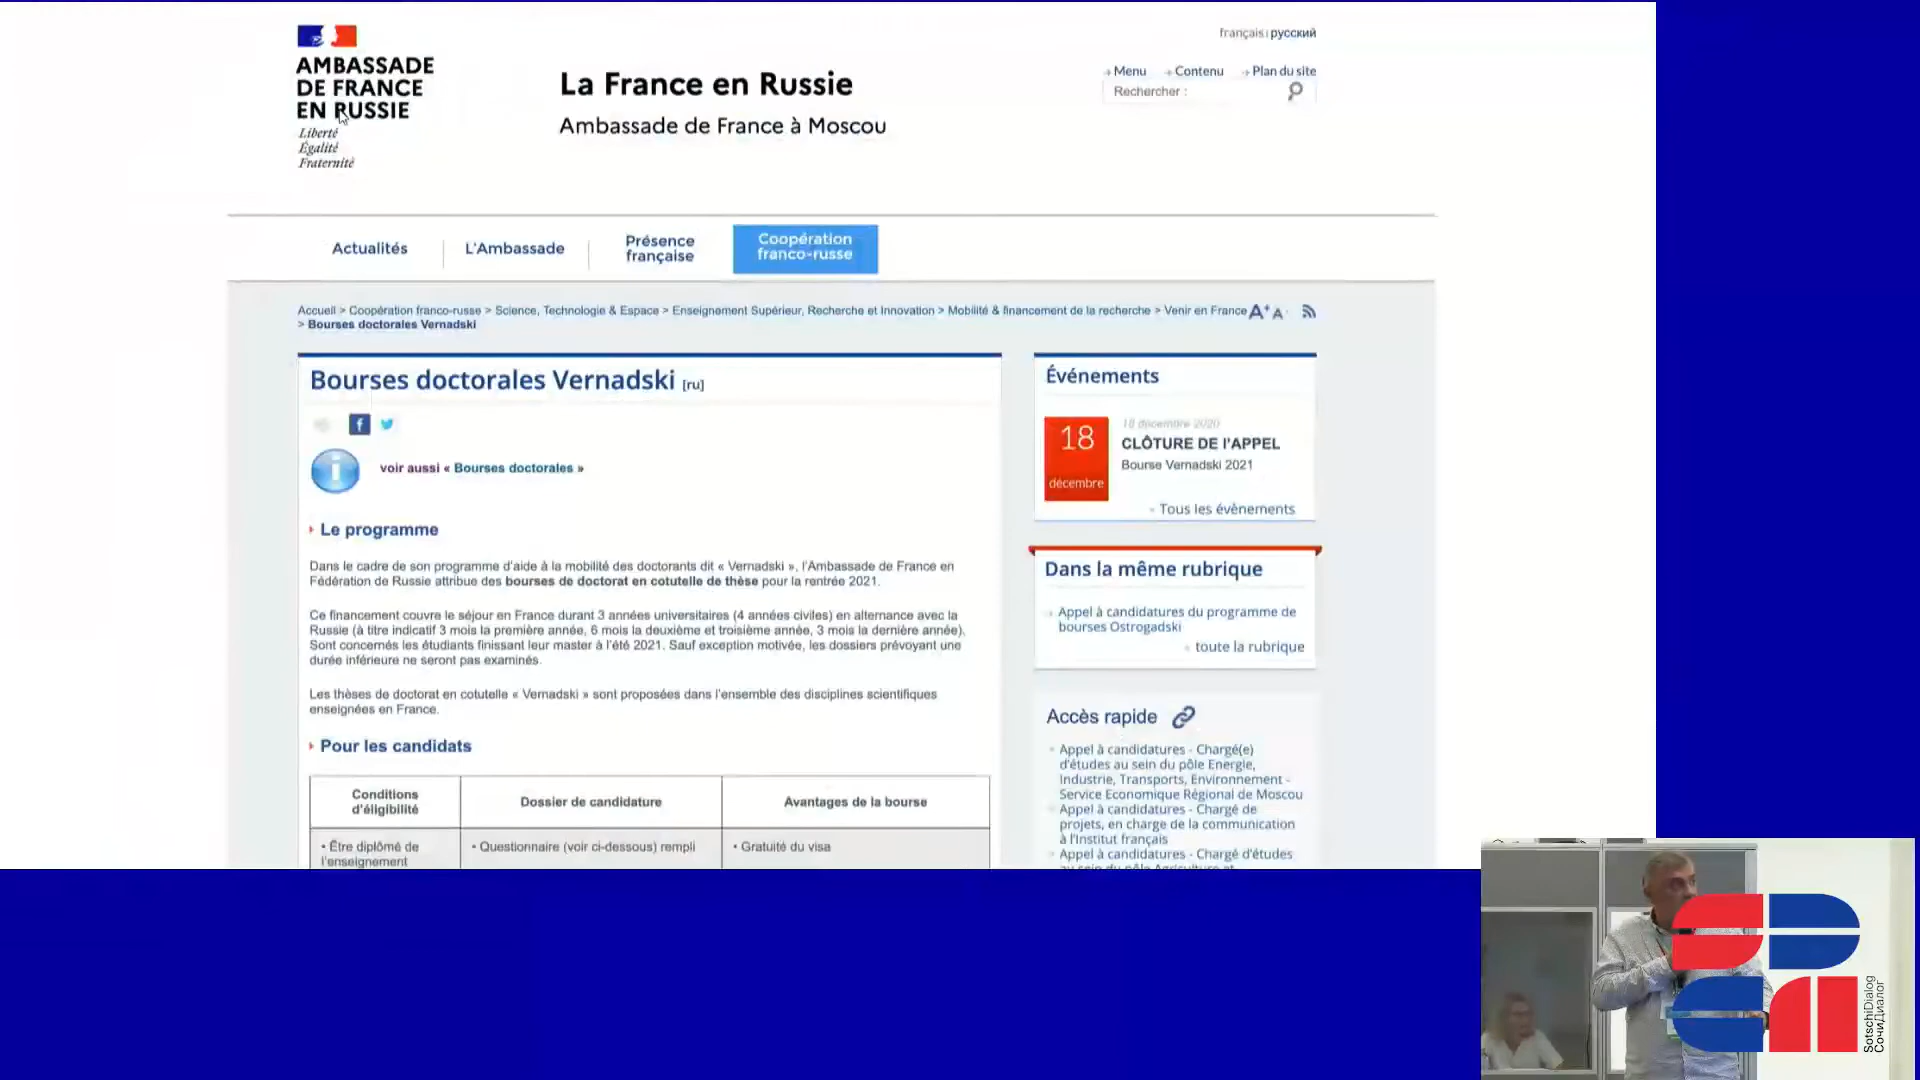 français | русский
AMBASSADE
DE FRANCE
EN RUSSIE
Liberté
Égalité
Fraternité
La France en Russie
Ambassade de France à Moscou
Menu Contenu Plan du site
Rechercher :
Actualités
L'Ambassade
Présence
française
Coopération
franco-russe
Accueil > Coopération franco-russe > Science, Technologie & Espace > Enseignement Supérieur, Recherche et Innovation > Mobilité & financement de la recherche > Venir en France
> Bourses doctorales Vernadski
A+ A-
Bourses doctorales Vernadski [ru]
voir aussi « Bourses doctorales »
Le programme
Dans le cadre de son programme d'aide à la mobilité des doctorants dit « Vernadski », l'Ambassade de France en
Fédération de Russie attribue des bourses de doctorat en cotutelle de thèse pour la rentrée 2021.
Ce financement couvre le séjour en France durant 3 années universitaires (4 années civiles) en alternance avec la
Russie (à titre indicatif 3 mois la première année, 6 mois la deuxième et troisième année, 3 mois la dernière année).
Sont concernés les étudiants finissant leur master à l'été 2021. Sauf exception motivée, les dossiers prévoyant une
durée inférieure ne seront pas examinés.
Les thèses de doctorat en cotutelle « Vernadski » sont proposées dans l'ensemble des disciplines scientifiques
enseignées en France.
Pour les candidats
Conditions
d'éligibilité
Dossier de candidature
Avantages de la bourse
• Être diplômé de
l'enseignement
• Questionnaire (voir ci-dessous) rempli
• Gratuité du visa
Événements
18
décembre
18 décembre 2020
CLÔTURE DE l'APPEL
Bourse Vernadski 2021
Tous les évènements
Dans la même rubrique
Appel à candidatures du programme de
bourses Ostrogadski
toute la rubrique
Accès rapide
Appel à candidatures - Chargé(e)
d'études au sein du pôle Energie,
Industrie, Transports, Environnement -
Service Economique Régional de Moscou
Appel à candidatures - Chargé de
projets, en charge de la communication
à l'Institut français
Appel à candidatures - Chargé d'études
au sein du pôle Agriculture et
SotschiDialog
СочиДиалог